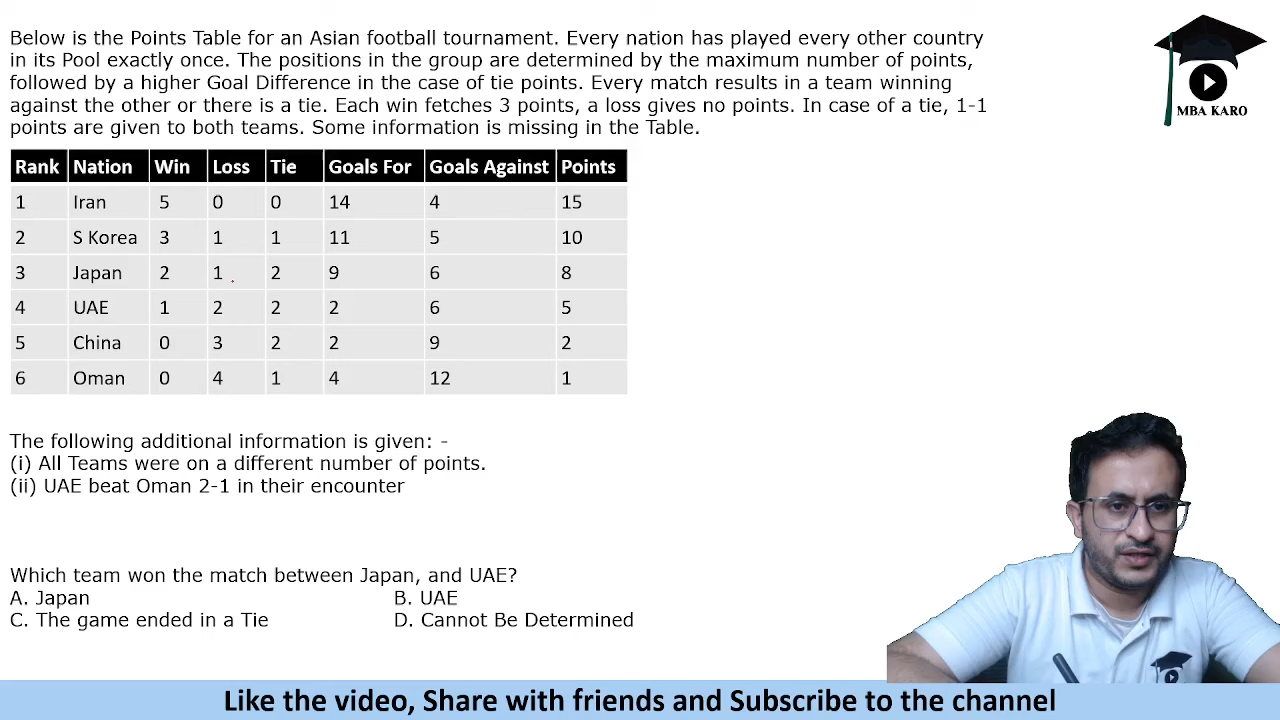 Below is the Points Table for an Asian football tournament. Every nation has played every other country
in its Pool exactly once. The positions in the group are determined by the maximum number of points,
followed by a higher Goal Difference in the case of tie points. Every match results in a team winning
against the other or there is a tie. Each win fetches 3 points, a loss gives no points. In case of a tie, 1-1
points are given to both teams. Some information is missing in the Table.
MBA KARO
Rank Nation Win Loss Tie Goals For Goals Against Points
1 Iran 5 0 0 14 4 15
2 S Korea 3 1 1 11 5 10
3 Japan 2 1 2 9 6 8
4 UAE 1 2 2 2 6 5
5 China 0 3 2 2 9 2
6 Oman 0 4 1 4 12 1
The following additional information is given: -
(i) All Teams were on a different number of points.
(ii) UAE beat Oman 2-1 in their encounter
Which team won the match between Japan, and UAE?
A. Japan B. UAE
C. The game ended in a Tie D. Cannot Be Determined
Like the video, Share with friends and Subscribe to the channel